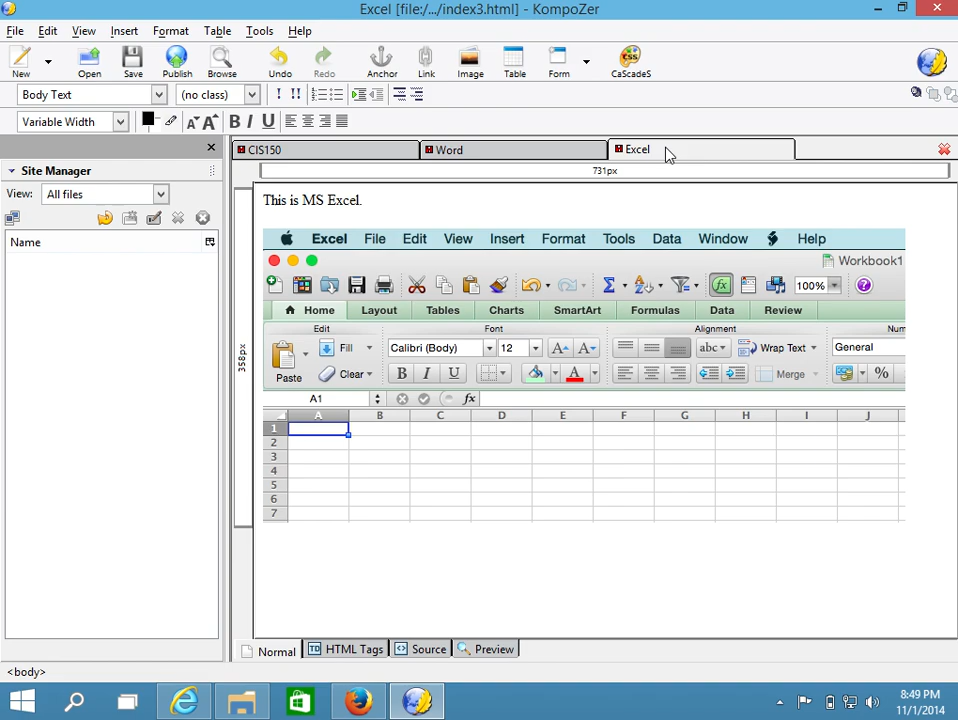 Excel [file:/.../index3.html] - KompoZer
File Edit View Insert Format Table Tools Help
New Open Save Publish Browse Undo Redo Anchor Link Image Table Form CaScadeS
Body Text (no class) ! !!
Variable Width A A B I U
CIS150 Word Excel
Site Manager
731px
View: All files
This is MS Excel.
Name
Excel File Edit View Insert Format Tools Data Window Help
Workbook1
Σ fx 100% ?
Home Layout Tables Charts SmartArt Formulas Data Review
Edit Font Alignment Num
358px
Fill Calibri (Body) 12 A A abc Wrap Text General
Paste Clear B I U A Merge %
A1 fx
A B C D E F G H I J
1
2
3
4
5
6
7
Normal TD HTML Tags <> Source Preview
<body>
8:49 PM
11/1/2014